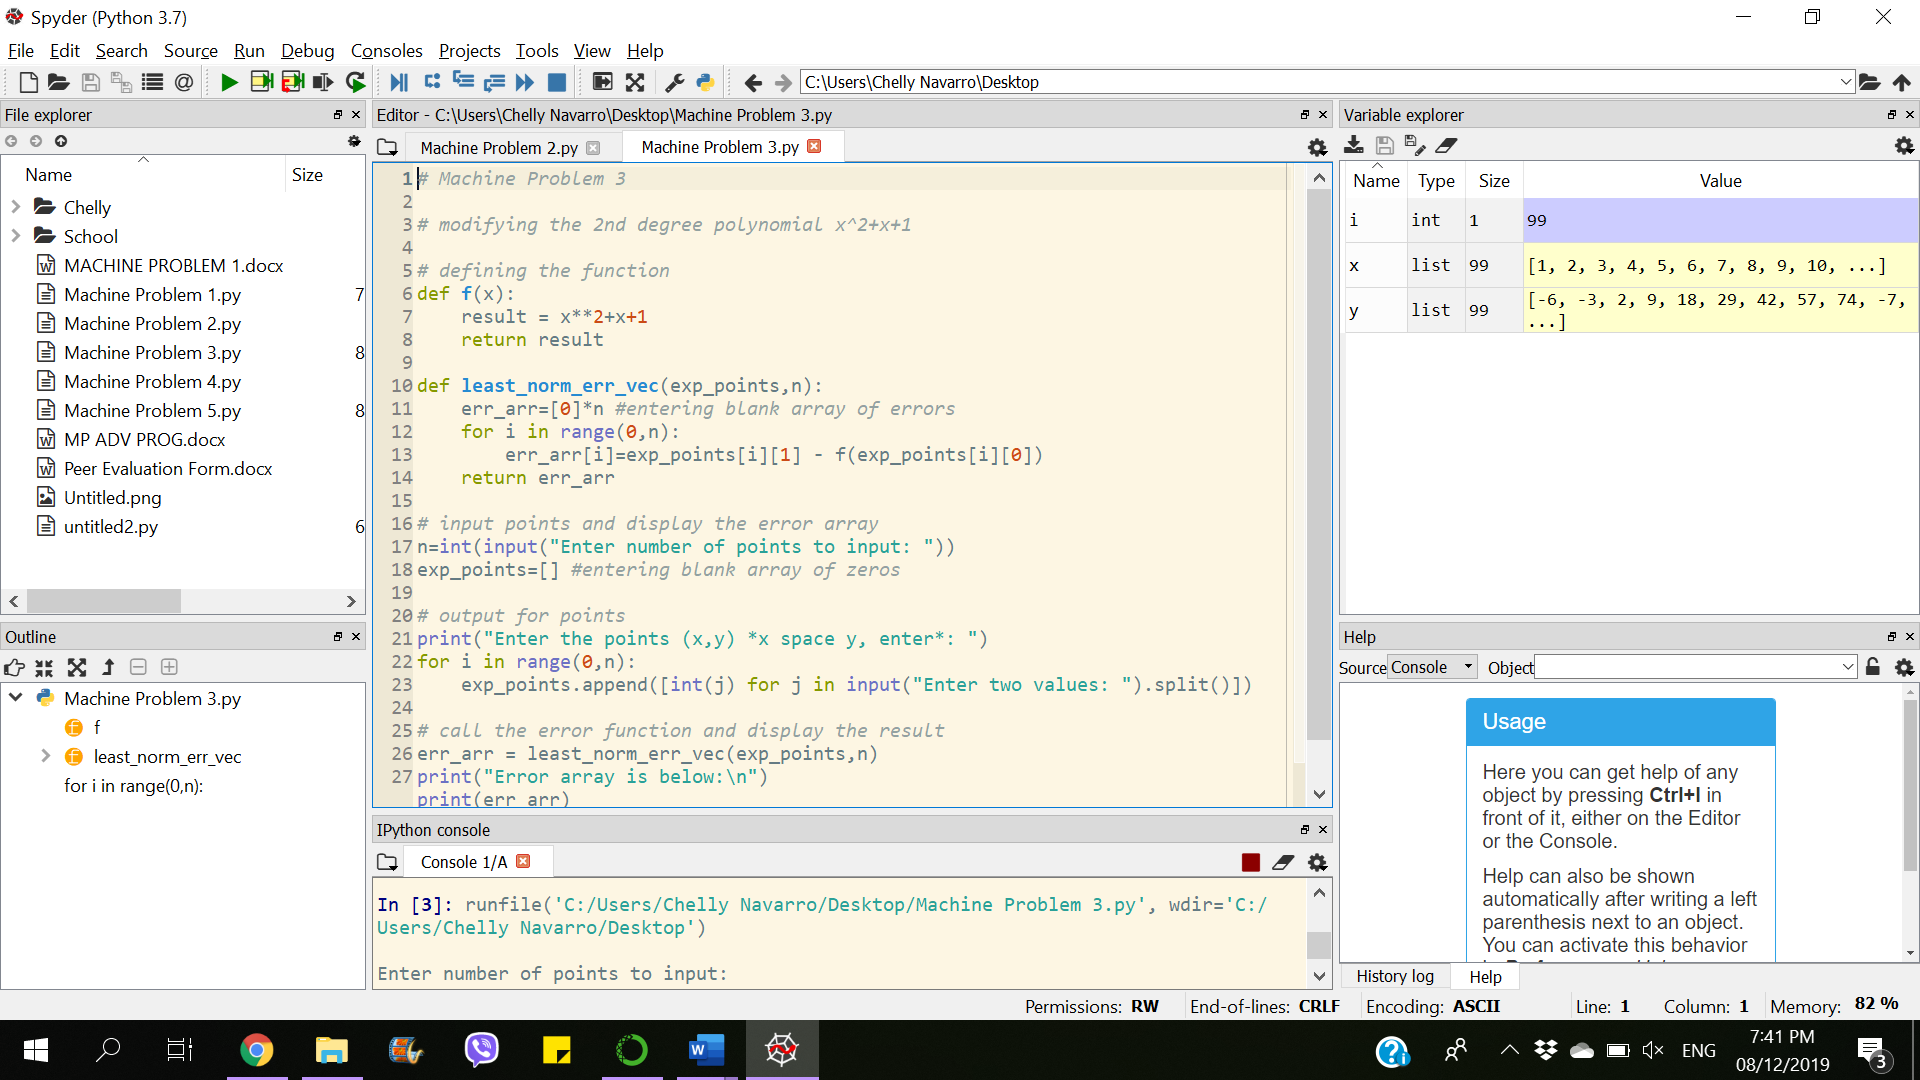 Spyder (Python 3.7)
File Edit Search Source Run Debug Consoles Projects Tools View Help
C:\Users\Chelly Navarro\Desktop
File explorer
Name Size
Chelly
School
MACHINE PROBLEM 1.docx
Machine Problem 1.py 7
Machine Problem 2.py
Machine Problem 3.py 8
Machine Problem 4.py
Machine Problem 5.py 8
MP ADV PROG.docx
Peer Evaluation Form.docx
Untitled.png
untitled2.py 6
Outline
Machine Problem 3.py
f
least_norm_err_vec
for i in range(0,n):
Editor - C:\Users\Chelly Navarro\Desktop\Machine Problem 3.py
Machine Problem 2.py Machine Problem 3.py
1 # Machine Problem 3
2
3 # modifying the 2nd degree polynomial x^2+x+1
4
5 # defining the function
6 def f(x):
7     result = x**2+x+1
8     return result
9
10 def least_norm_err_vec(exp_points,n):
11     err_arr=[0]*n #entering blank array of errors
12     for i in range(0,n):
13         err_arr[i]=exp_points[i][1] - f(exp_points[i][0])
14     return err_arr
15
16 # input points and display the error array
17 n=int(input("Enter number of points to input: "))
18 exp_points=[] #entering blank array of zeros
19
20 # output for points
21 print("Enter the points (x,y) *x space y, enter*: ")
22 for i in range(0,n):
23     exp_points.append([int(j) for j in input("Enter two values: ").split()])
24
25 # call the error function and display the result
26 err_arr = least_norm_err_vec(exp_points,n)
27 print("Error array is below:\n")
print(err_arr)
IPython console
Console 1/A
In [3]: runfile('C:/Users/Chelly Navarro/Desktop/Machine Problem 3.py', wdir='C:/
Users/Chelly Navarro/Desktop')
Enter number of points to input:
Variable explorer
Name Type Size Value
i int 1 99
x list 99 [1, 2, 3, 4, 5, 6, 7, 8, 9, 10, ...]
y list 99 [-6, -3, 2, 9, 18, 29, 42, 57, 74, -7,
...]
Help
Source Console Object
Usage
Here you can get help of any
object by pressing Ctrl+I in
front of it, either on the Editor
or the Console.
Help can also be shown
automatically after writing a left
parenthesis next to an object.
You can activate this behavior
History log Help
Permissions: RW End-of-lines: CRLF Encoding: ASCII Line: 1 Column: 1 Memory: 82 %
ENG
7:41 PM
08/12/2019
3